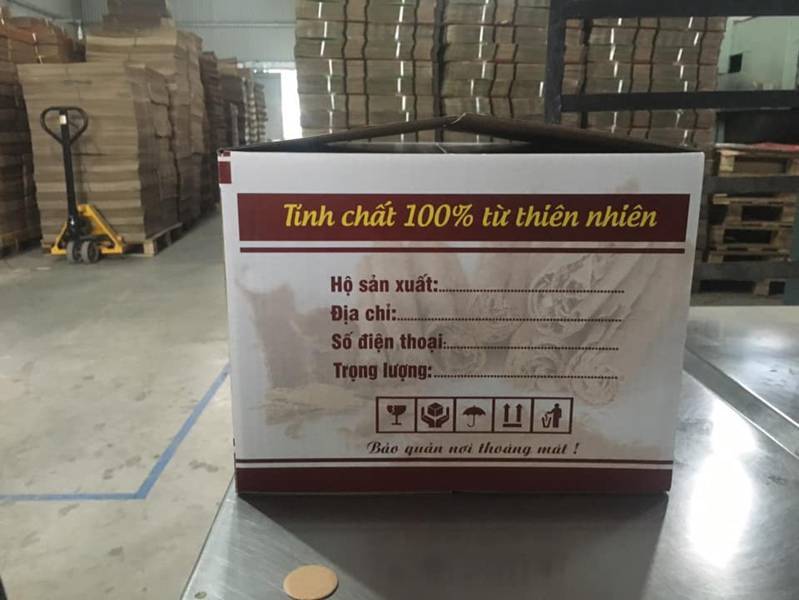 Tính chất 100% từ thiên nhiên
Hộ sản xuất:
Địa chỉ:
Số điện thoại:
Trọng lượng:
Bảo quản nơi thoáng mát !